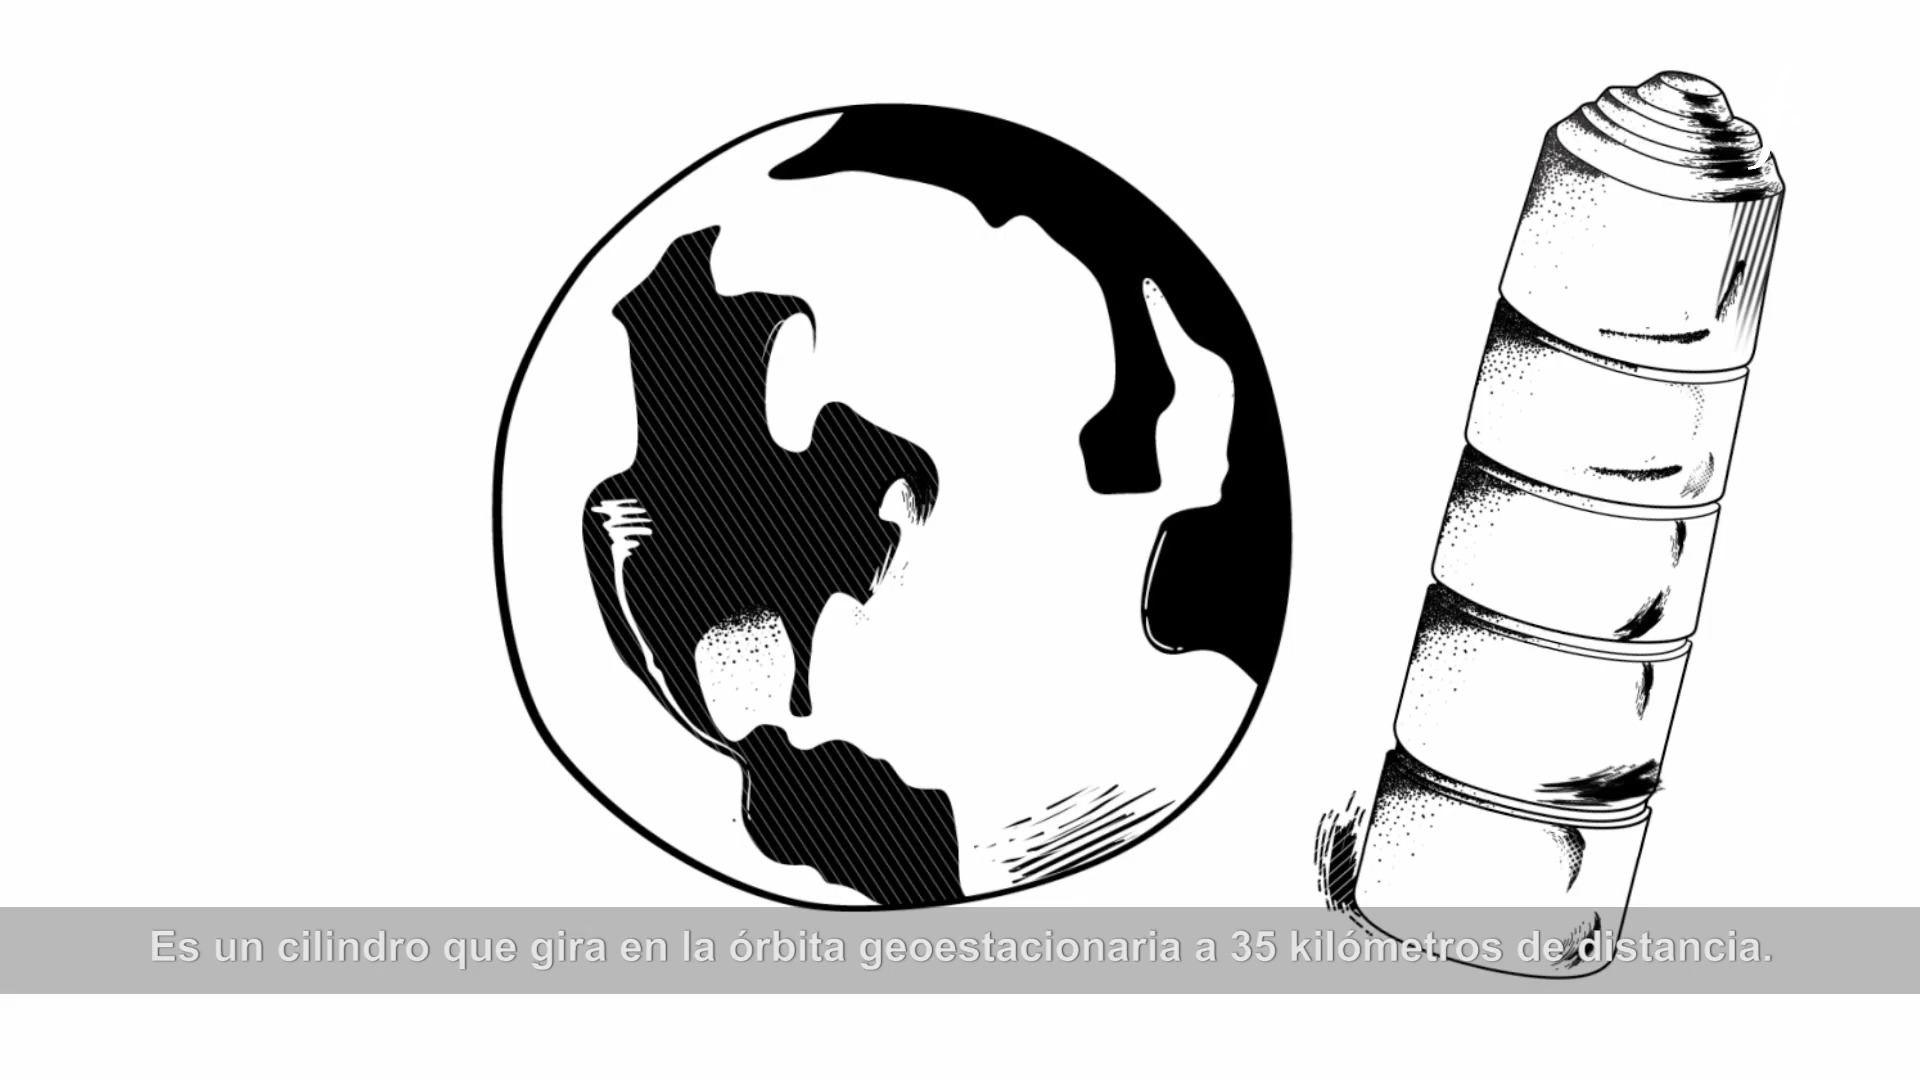 Es un cilindro que gira en la órbita geoestacionaria a 35 kilómetros de distancia.